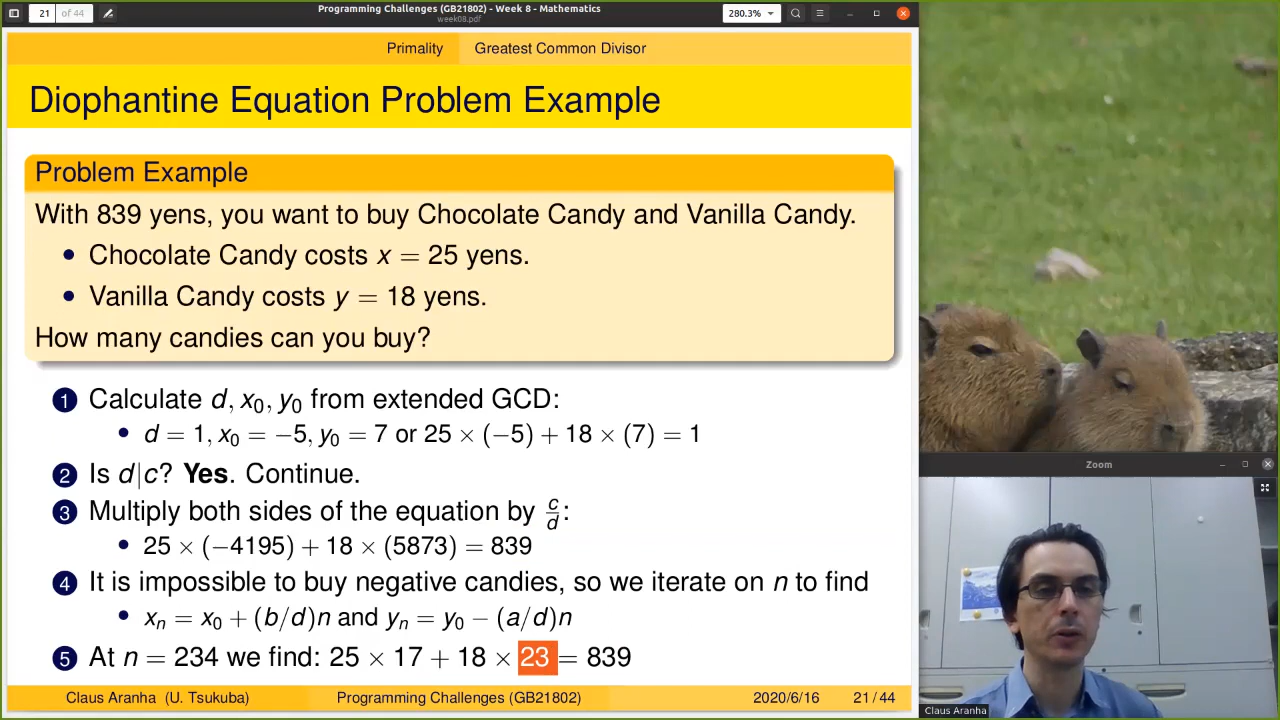 21 of 44
Programming Challenges (GB21802) - Week 8 - Mathematics
week08.pdf
280.3%
Primality Greatest Common Divisor
Diophantine Equation Problem Example
Problem Example
With 839 yens, you want to buy Chocolate Candy and Vanilla Candy.
• Chocolate Candy costs x = 25 yens.
• Vanilla Candy costs y = 18 yens.
How many candies can you buy?
1 Calculate d, x₀, y₀ from extended GCD:
• d = 1, x₀ = −5, y₀ = 7 or 25 × (−5) + 18 × (7) = 1
2 Is d|c? Yes. Continue.
3 Multiply both sides of the equation by c/d:
• 25 × (−4195) + 18 × (5873) = 839
4 It is impossible to buy negative candies, so we iterate on n to find
• xₙ = x₀ + (b/d)n and yₙ = y₀ − (a/d)n
5 At n = 234 we find: 25 × 17 + 18 × 23 = 839
Claus Aranha (U. Tsukuba) Programming Challenges (GB21802) 2020/6/16 21 / 44
Zoom
Claus Aranha